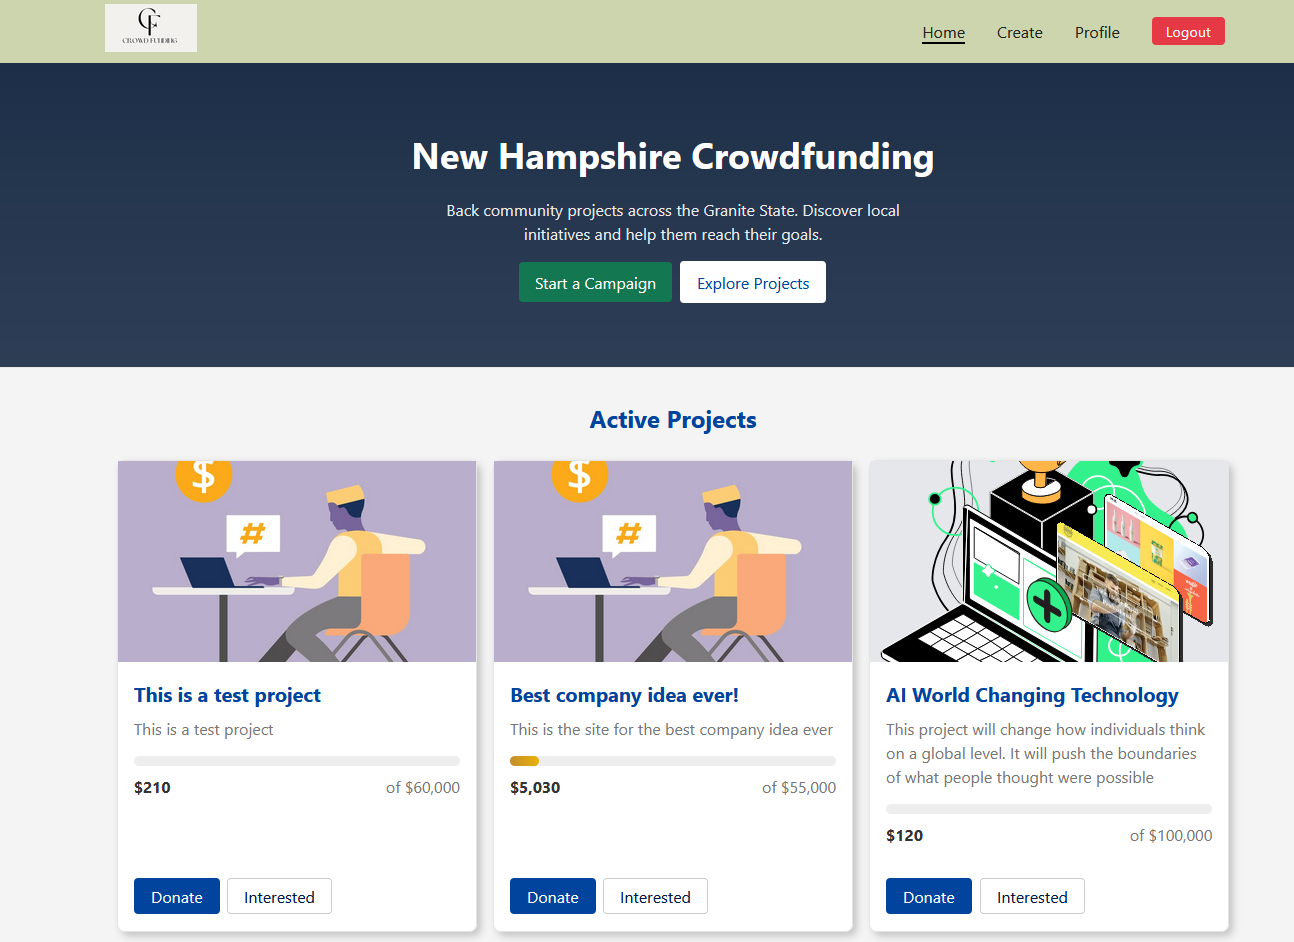 CF
CROWD FUNDING
Home
Create
Profile
Logout
New Hampshire Crowdfunding
Back community projects across the Granite State. Discover local
initiatives and help them reach their goals.
Start a Campaign
Explore Projects
Active Projects
$
#
This is a test project
This is a test project
$210
of $60,000
Donate
Interested
$
#
Best company idea ever!
This is the site for the best company idea ever
$5,030
of $55,000
Donate
Interested
AI World Changing Technology
This project will change how individuals think
on a global level. It will push the boundaries
of what people thought were possible
$120
of $100,000
Donate
Interested